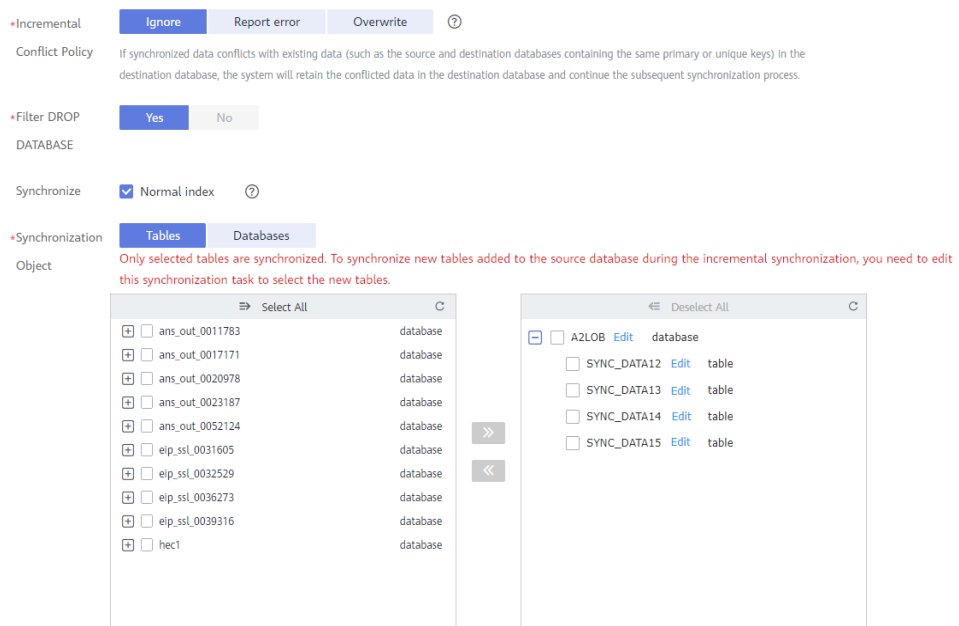 *Incremental Conflict Policy
Ignore Report error Overwrite ?
If synchronized data conflicts with existing data (such as the source and destination databases containing the same primary or unique keys) in the
destination database, the system will retain the conflicted data in the destination database and continue the subsequent synchronization process.
*Filter DROP DATABASE
Yes No
Synchronize Normal index ?
*Synchronization Object
Tables Databases
Only selected tables are synchronized. To synchronize new tables added to the source database during the incremental synchronization, you need to edit
this synchronization task to select the new tables.
Select All
ans_out_0011783 database
ans_out_0017171 database
ans_out_0020978 database
ans_out_0023187 database
ans_out_0052124 database
eip_ssl_0031605 database
eip_ssl_0032529 database
eip_ssl_0036273 database
eip_ssl_0039316 database
hec1 database
Deselect All
A2LOB Edit database
SYNC_DATA12 Edit table
SYNC_DATA13 Edit table
SYNC_DATA14 Edit table
SYNC_DATA15 Edit table